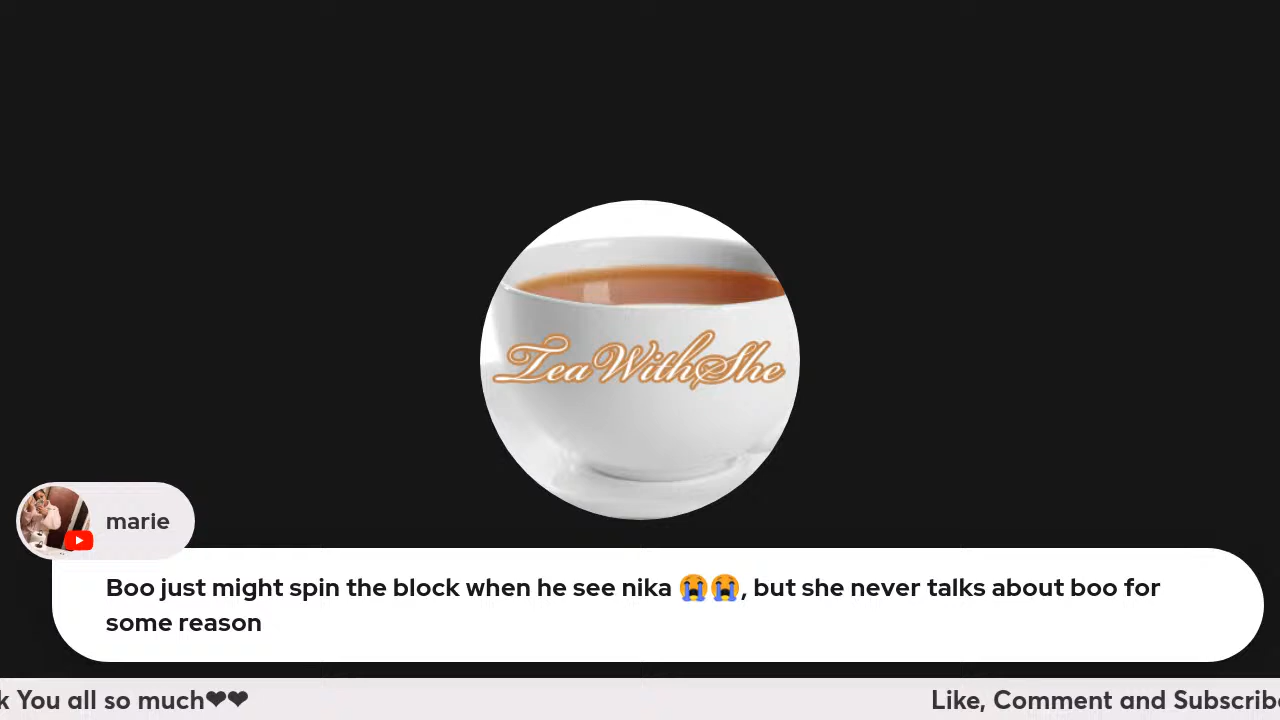 TeaWithShe
marie
Boo just might spin the block when he see nika 😭😭, but she never talks about boo for
some reason
k You all so much❤❤ Like, Comment and Subscribe